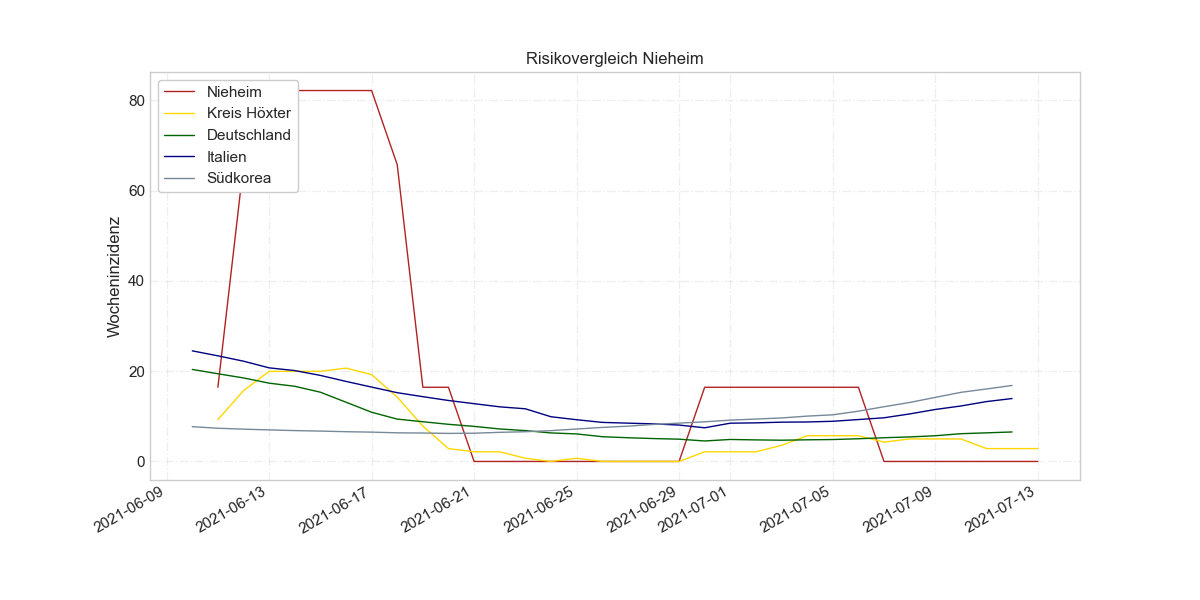 Risikovergleich Nieheim
Nieheim
Kreis Höxter
Deutschland
Italien
Südkorea
Wocheninzidenz
80
60
40
20
0
2021-06-09
2021-06-13
2021-06-17
2021-06-21
2021-06-25
2021-06-29
2021-07-01
2021-07-05
2021-07-09
2021-07-13